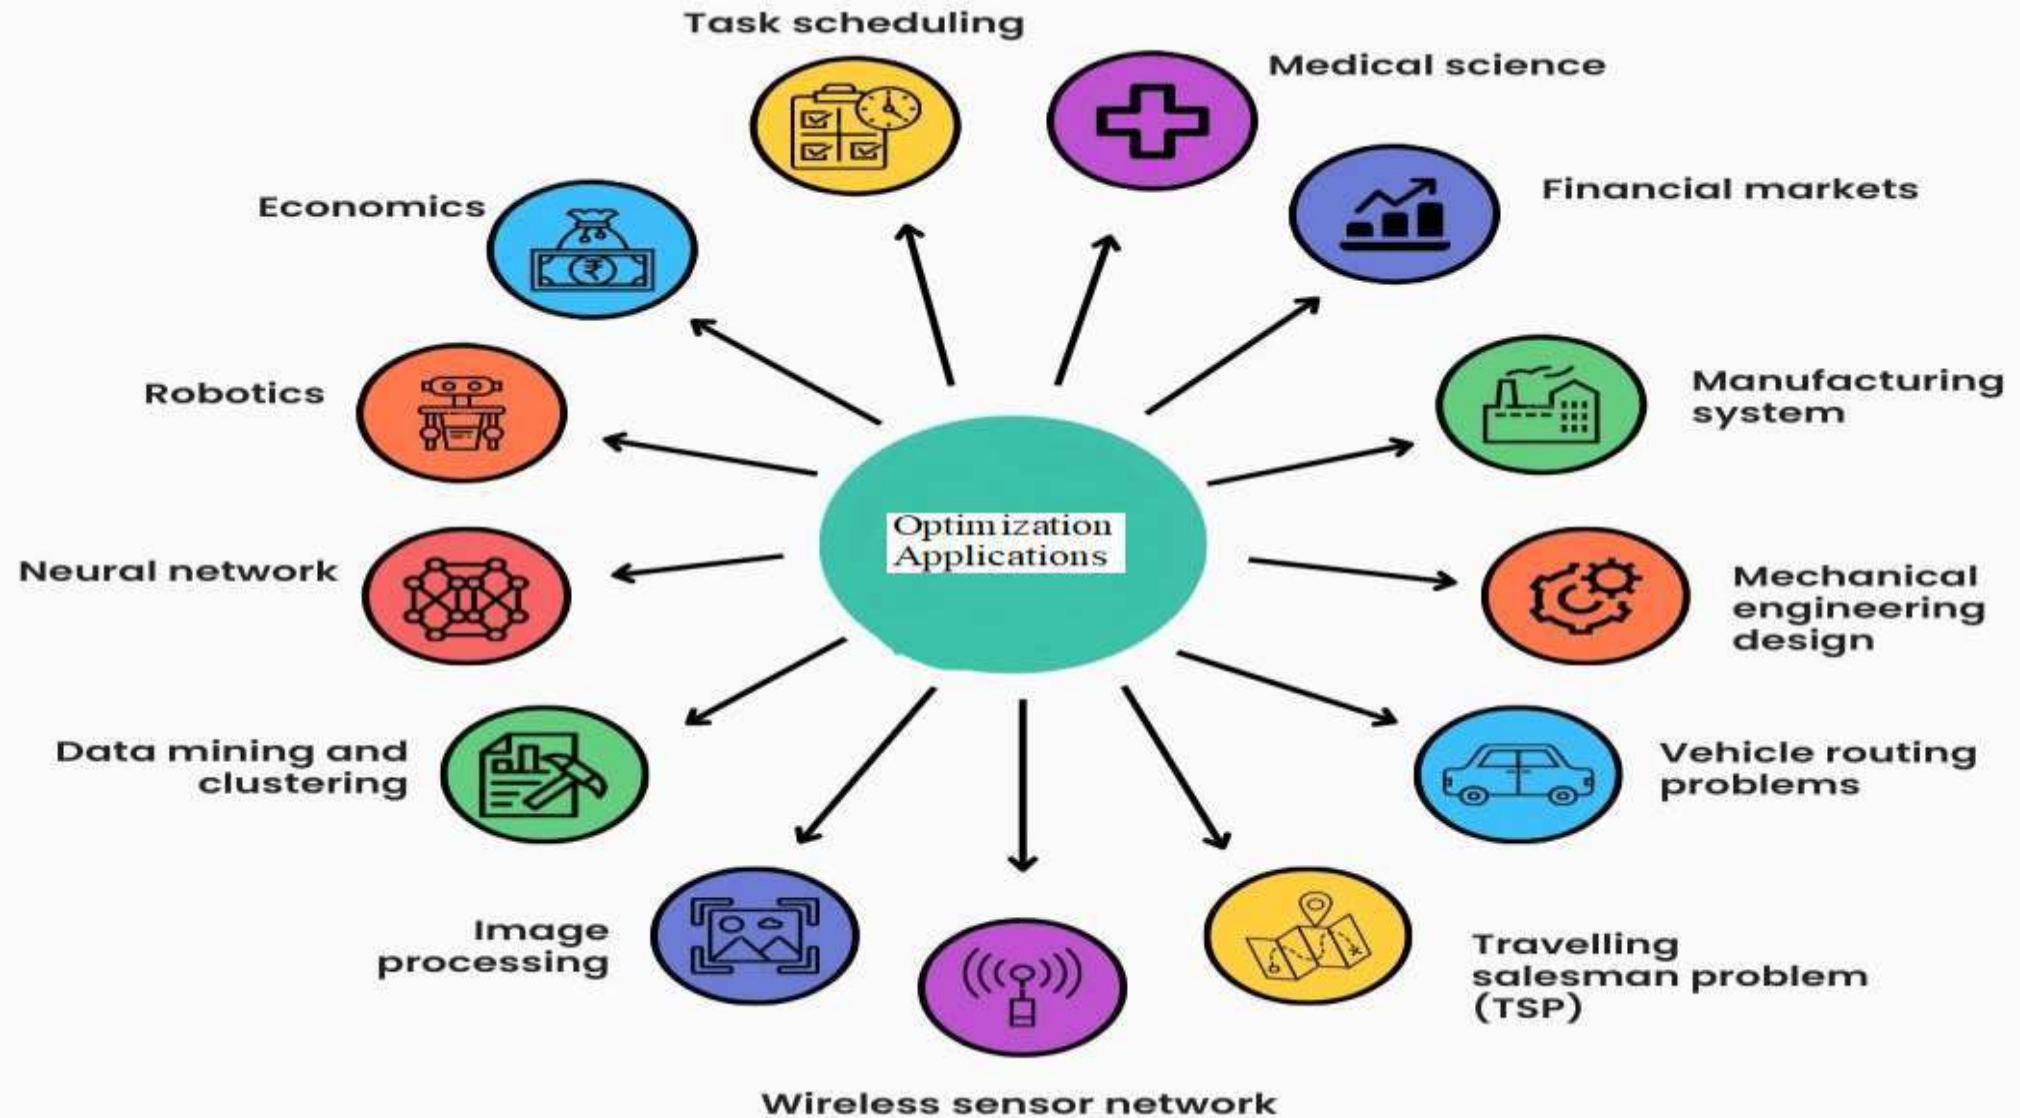 Task scheduling
Medical science
Economics
Financial markets
Robotics
Manufacturing
system
Optimization
Applications
Neural network
Mechanical
engineering
design
Data mining and
clustering
Vehicle routing
problems
Image
processing
Travelling
salesman problem
(TSP)
Wireless sensor network
₹